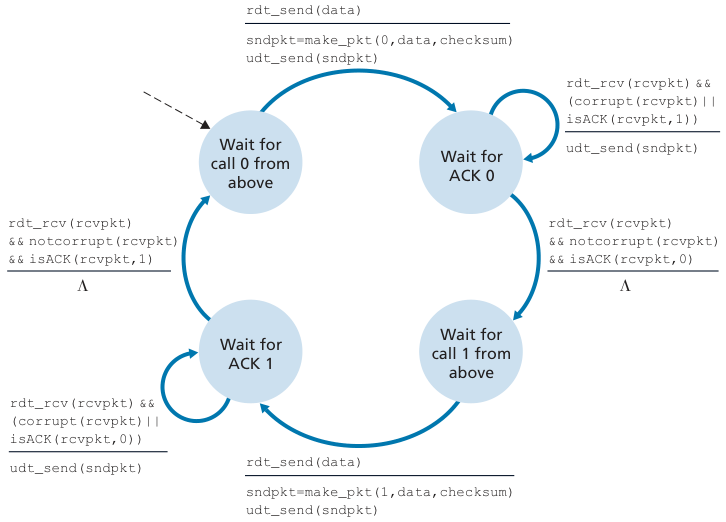 rdt_send(data)
sndpkt=make_pkt(0,data,checksum)
udt_send(sndpkt)
rdt_rcv(rcvpkt) &&
(corrupt(rcvpkt)||
isACK(rcvpkt,1))
udt_send(sndpkt)
Wait for
call 0 from
above
Wait for
ACK 0
rdt_rcv(rcvpkt)
&& notcorrupt(rcvpkt)
&& isACK(rcvpkt,1)
Λ
rdt_rcv(rcvpkt)
&& notcorrupt(rcvpkt)
&& isACK(rcvpkt,0)
Λ
Wait for
ACK 1
Wait for
call 1 from
above
rdt_rcv(rcvpkt) &&
(corrupt(rcvpkt)||
isACK(rcvpkt,0))
udt_send(sndpkt)
rdt_send(data)
sndpkt=make_pkt(1,data,checksum)
udt_send(sndpkt)